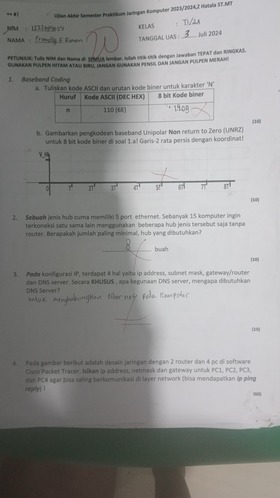 Ujian Akhir Semester Praktikum Jaringan Komputer 2023/2024,2 Hatala ST.MT
NIM :
KELAS : TI/2A
NAMA :
TANGGAL UAS : 3 Juli 2024
PETUNJUK: Tulis NIM dan Nama di SEMUA lembar. Isilah titik-titik dengan jawaban TEPAT dan RINGKAS.
GUNAKAN PULPEN HITAM ATAU BIRU, JANGAN GUNAKAN PENSIL DAN JANGAN PULPEN MERAH!
1. Baseband Coding
a. Tuliskan kode ASCII dan urutan kode biner untuk karakter 'N'
Huruf Kode ASCII (DEC HEX) 8 bit Kode biner
n 110 (6E)
(10)
b. Gambarkan pengkodean baseband Unipolar Non return to Zero (UNRZ)
untuk 8 bit kode biner di soal 1.a! Garis 2 rata persis dengan koordinat!
0 1T 2T 3T 4T 5T 6T 7T 8T
(10)
2. Sebuah jenis hub cuma memiliki 5 port ethernet. Sebanyak 15 komputer ingin
terkoneksi satu sama lain menggunakan beberapa hub jenis tersebut saja tanpa
router. Berapakah jumlah paling minimal, hub yang dibutuhkan?
buah
(10)
3. Pada konfigurasi IP, terdapat 4 hal yaitu ip address, subnet mask, gateway/router
dan DNS server. Secara KHUSUS, apa kegunaan DNS server, mengapa dibutuhkan
DNS Server?
untuk menghubungkan fiber net pada komputer
(10)
4. Pada gambar berikut adalah desain jaringan dengan 2 router dan 4 pc di software
Cisco Packet Tracer. Isikan ip address, netmask dan gateway untuk PC1, PC2, PC3,
dan PC4 agar bisa saling berkomunikasi di layer network (bisa mendapatkan ip ping
reply) !